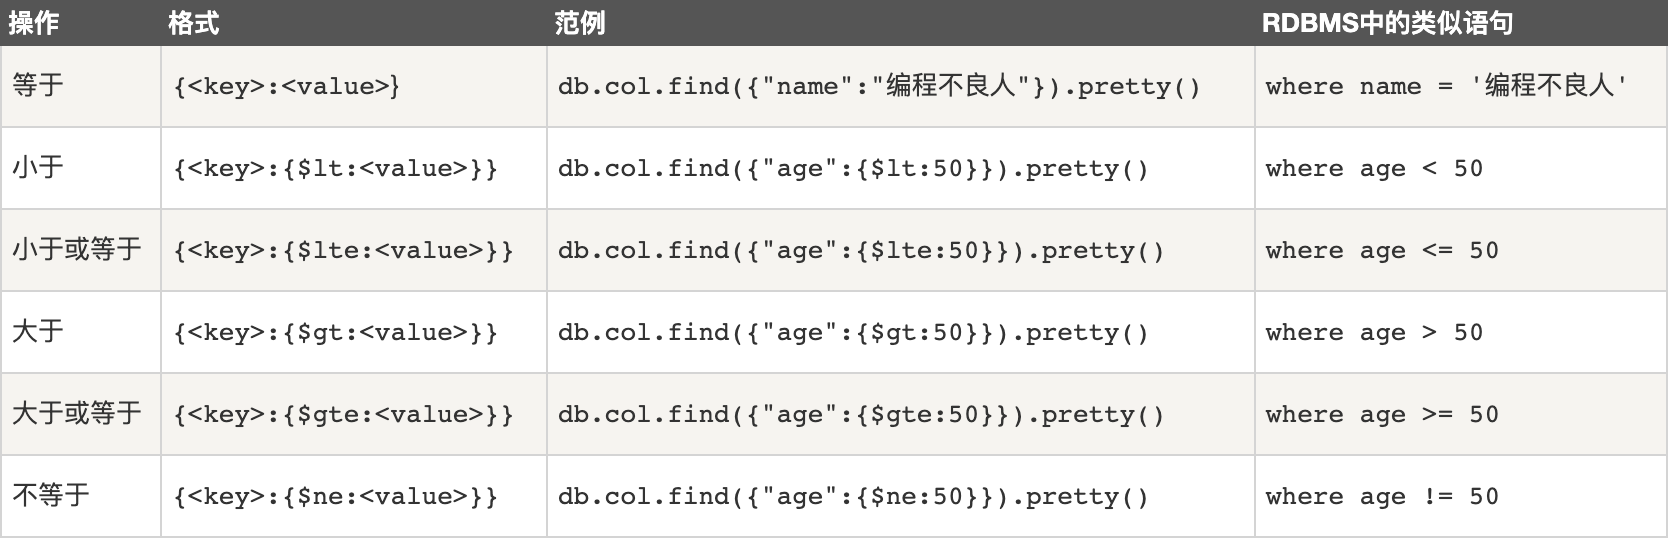 操作 格式 范例 RDBMS中的类似语句
等于 {<key>:<value>} db.col.find({"name":"编程不良人"}).pretty() where name = '编程不良人'
小于 {<key>:{$lt:<value>}} db.col.find({"age":{$lt:50}}).pretty() where age < 50
小于或等于 {<key>:{$lte:<value>}} db.col.find({"age":{$lte:50}}).pretty() where age <= 50
大于 {<key>:{$gt:<value>}} db.col.find({"age":{$gt:50}}).pretty() where age > 50
大于或等于 {<key>:{$gte:<value>}} db.col.find({"age":{$gte:50}}).pretty() where age >= 50
不等于 {<key>:{$ne:<value>}} db.col.find({"age":{$ne:50}}).pretty() where age != 50